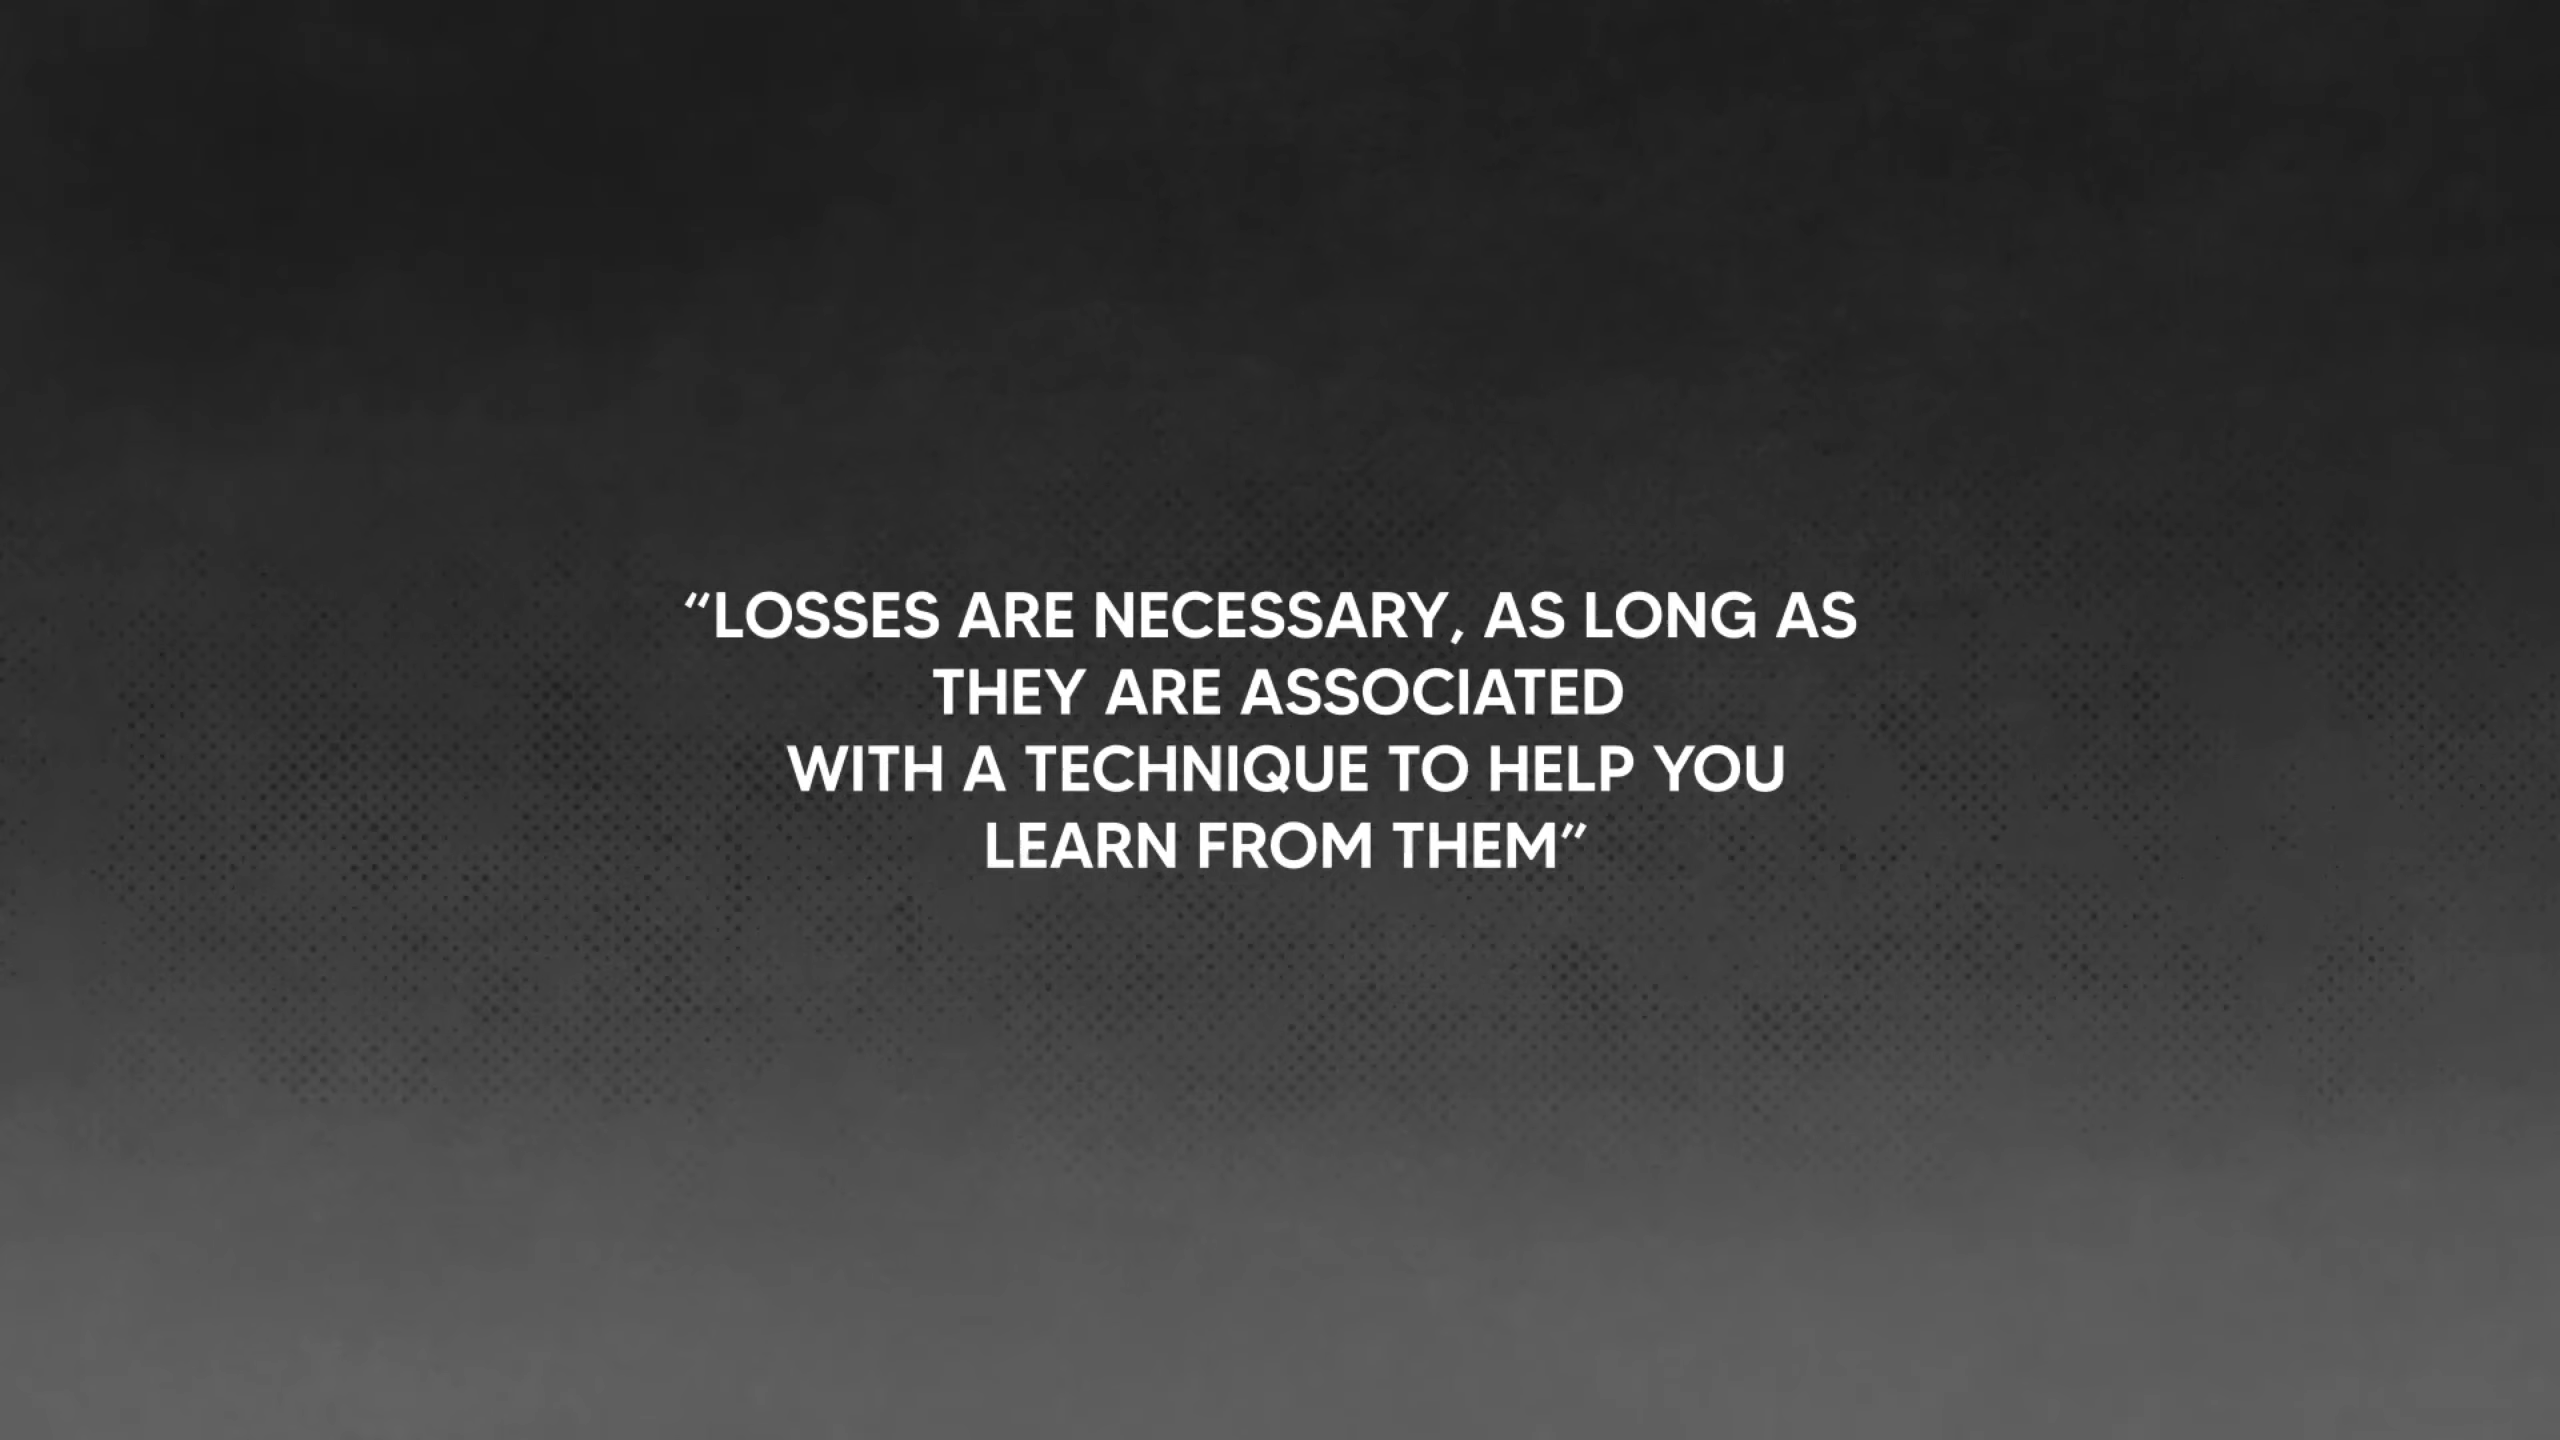 “LOSSES ARE NECESSARY, AS LONG AS
THEY ARE ASSOCIATED
WITH A TECHNIQUE TO HELP YOU
LEARN FROM THEM”